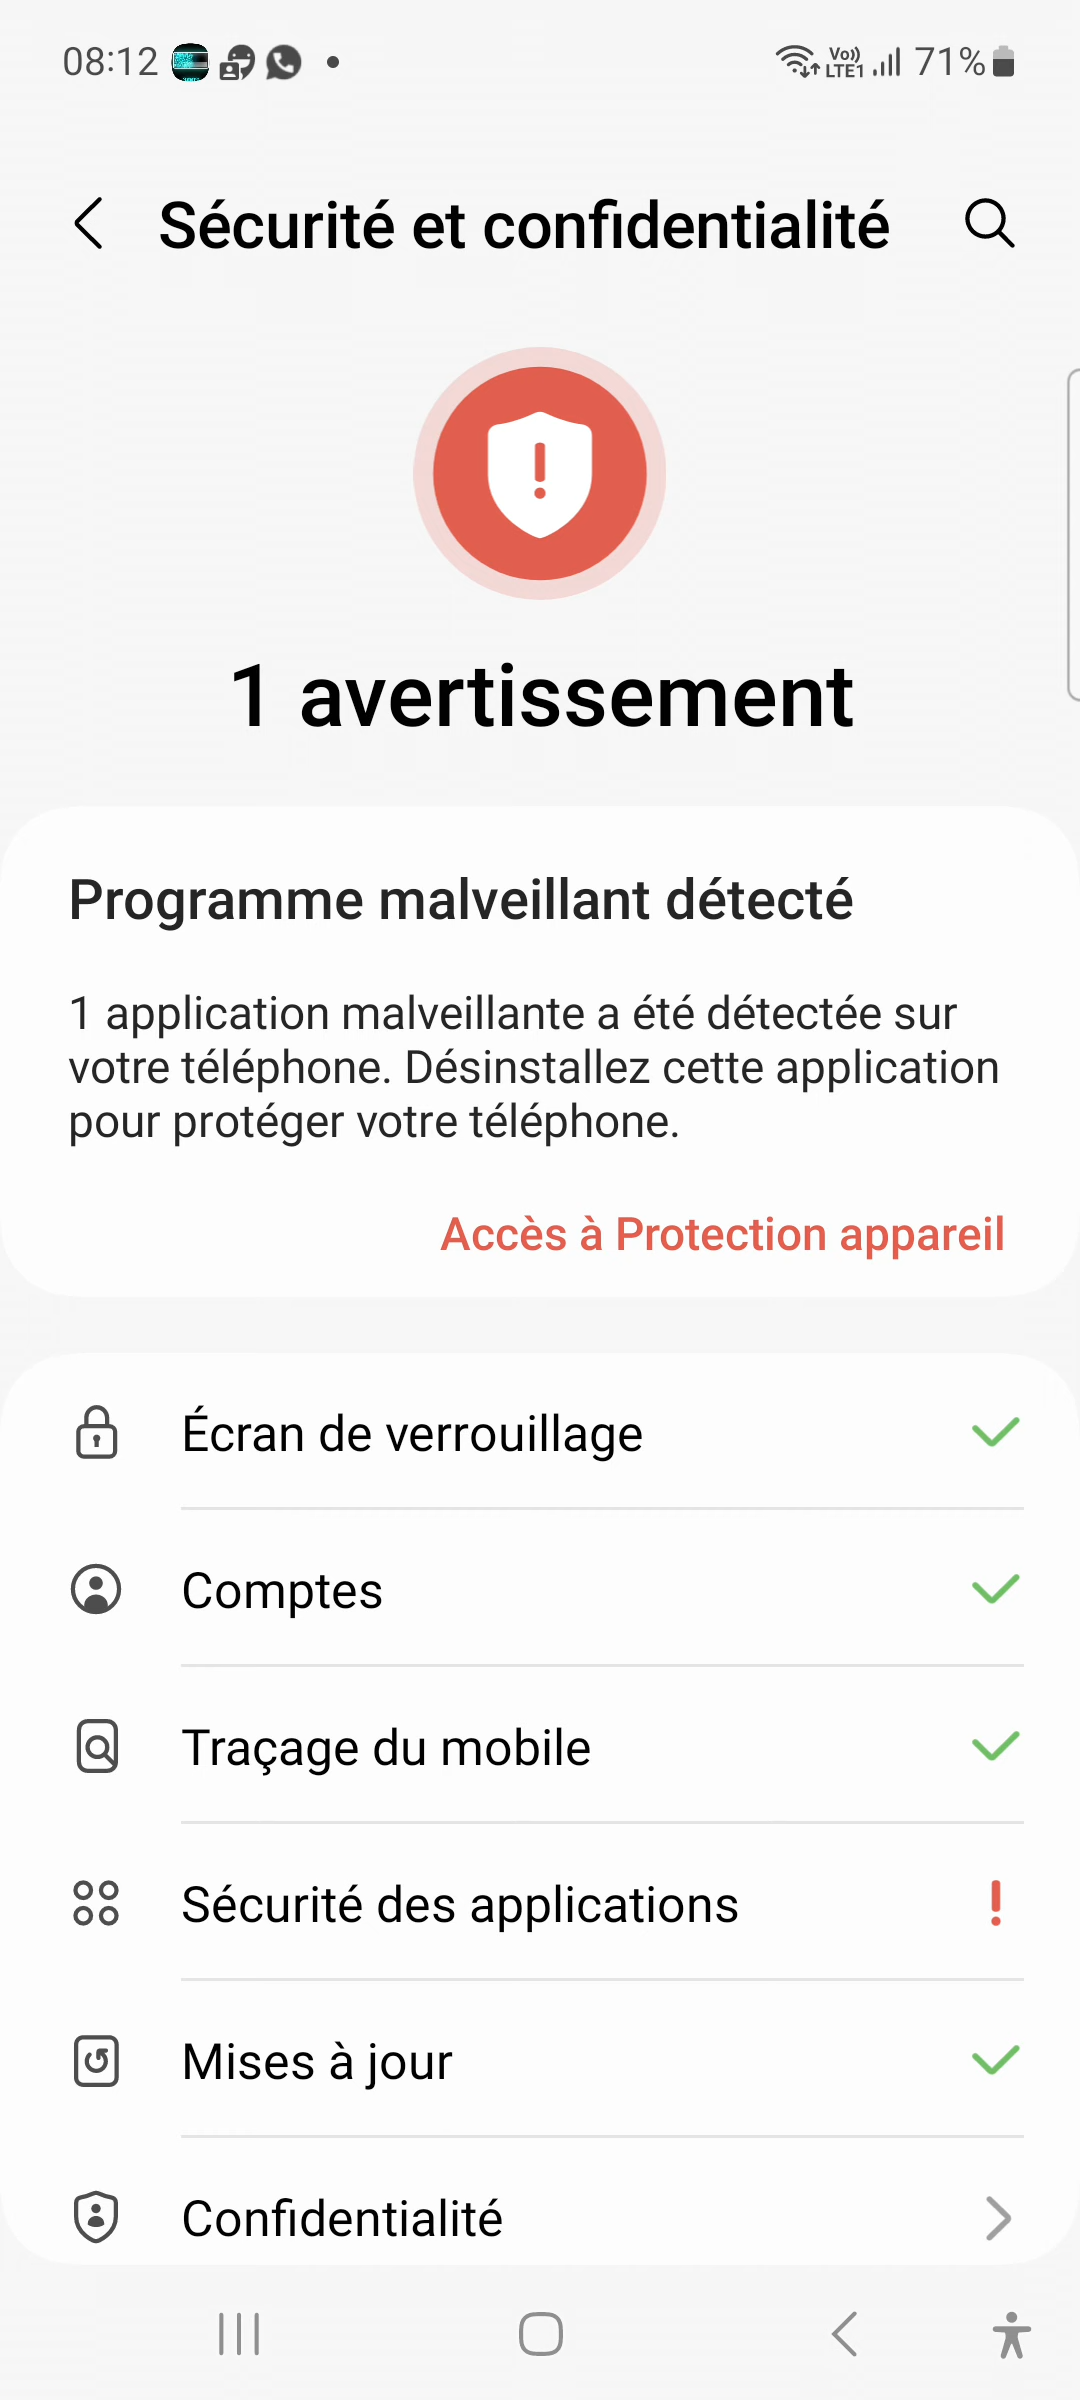 08:12
Vo)) LTE1 71%
Sécurité et confidentialité
1 avertissement
Programme malveillant détecté
1 application malveillante a été détectée sur
votre téléphone. Désinstallez cette application
pour protéger votre téléphone.
Accès à Protection appareil
Écran de verrouillage
Comptes
Traçage du mobile
Sécurité des applications
Mises à jour
Confidentialité